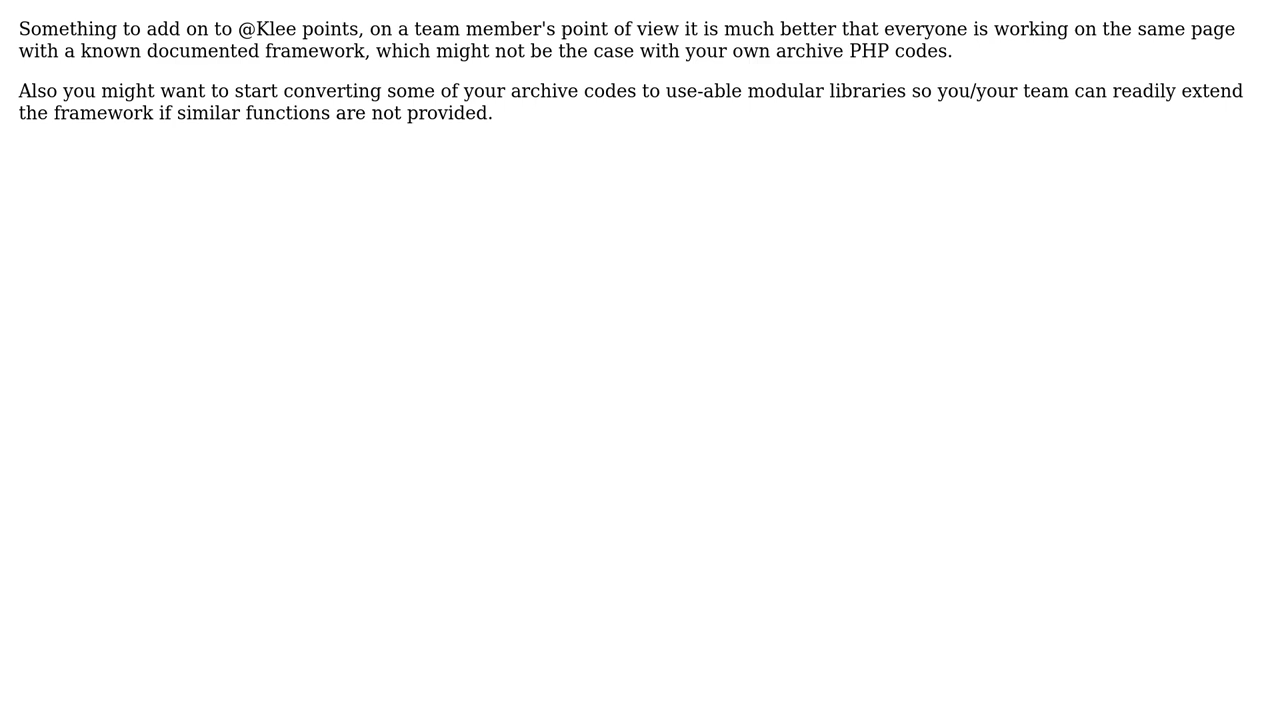 Something to add on to @Klee points, on a team member's point of view it is much better that everyone is working on the same page
with a known documented framework, which might not be the case with your own archive PHP codes.
Also you might want to start converting some of your archive codes to use-able modular libraries so you/your team can readily extend
the framework if similar functions are not provided.